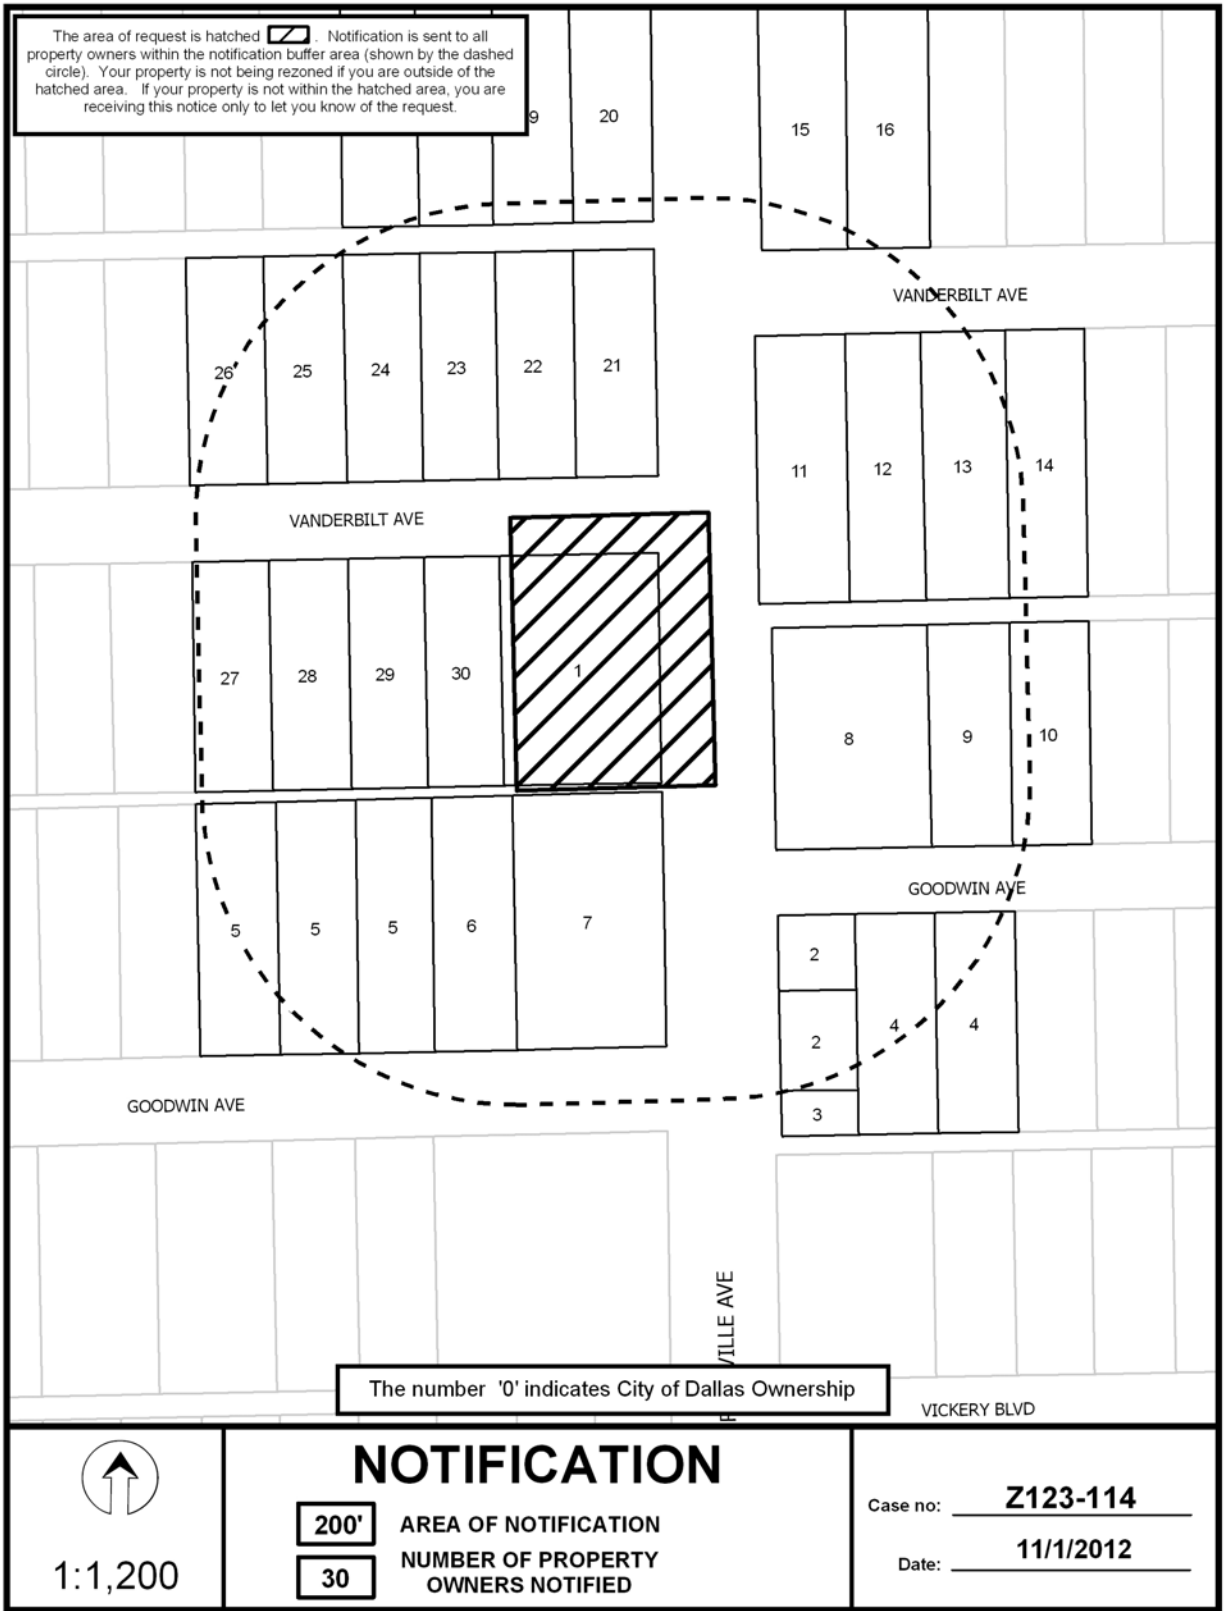 The area of request is hatched . Notification is sent to all
property owners within the notification buffer area (shown by the dashed
circle). Your property is not being rezoned if you are outside of the
hatched area. If your property is not within the hatched area, you are
receiving this notice only to let you know of the request.
9
20
15
16
VANDERBILT AVE
26
25
24
23
22
21
11
12
13
14
VANDERBILT AVE
27
28
29
30
1
8
9
10
GOODWIN AVE
5
5
5
6
7
2
2
4
4
3
GOODWIN AVE
VILLE AVE
The number '0' indicates City of Dallas Ownership
VICKERY BLVD
NOTIFICATION
200' AREA OF NOTIFICATION
30 NUMBER OF PROPERTY
OWNERS NOTIFIED
1:1,200
Case no: Z123-114
Date: 11/1/2012